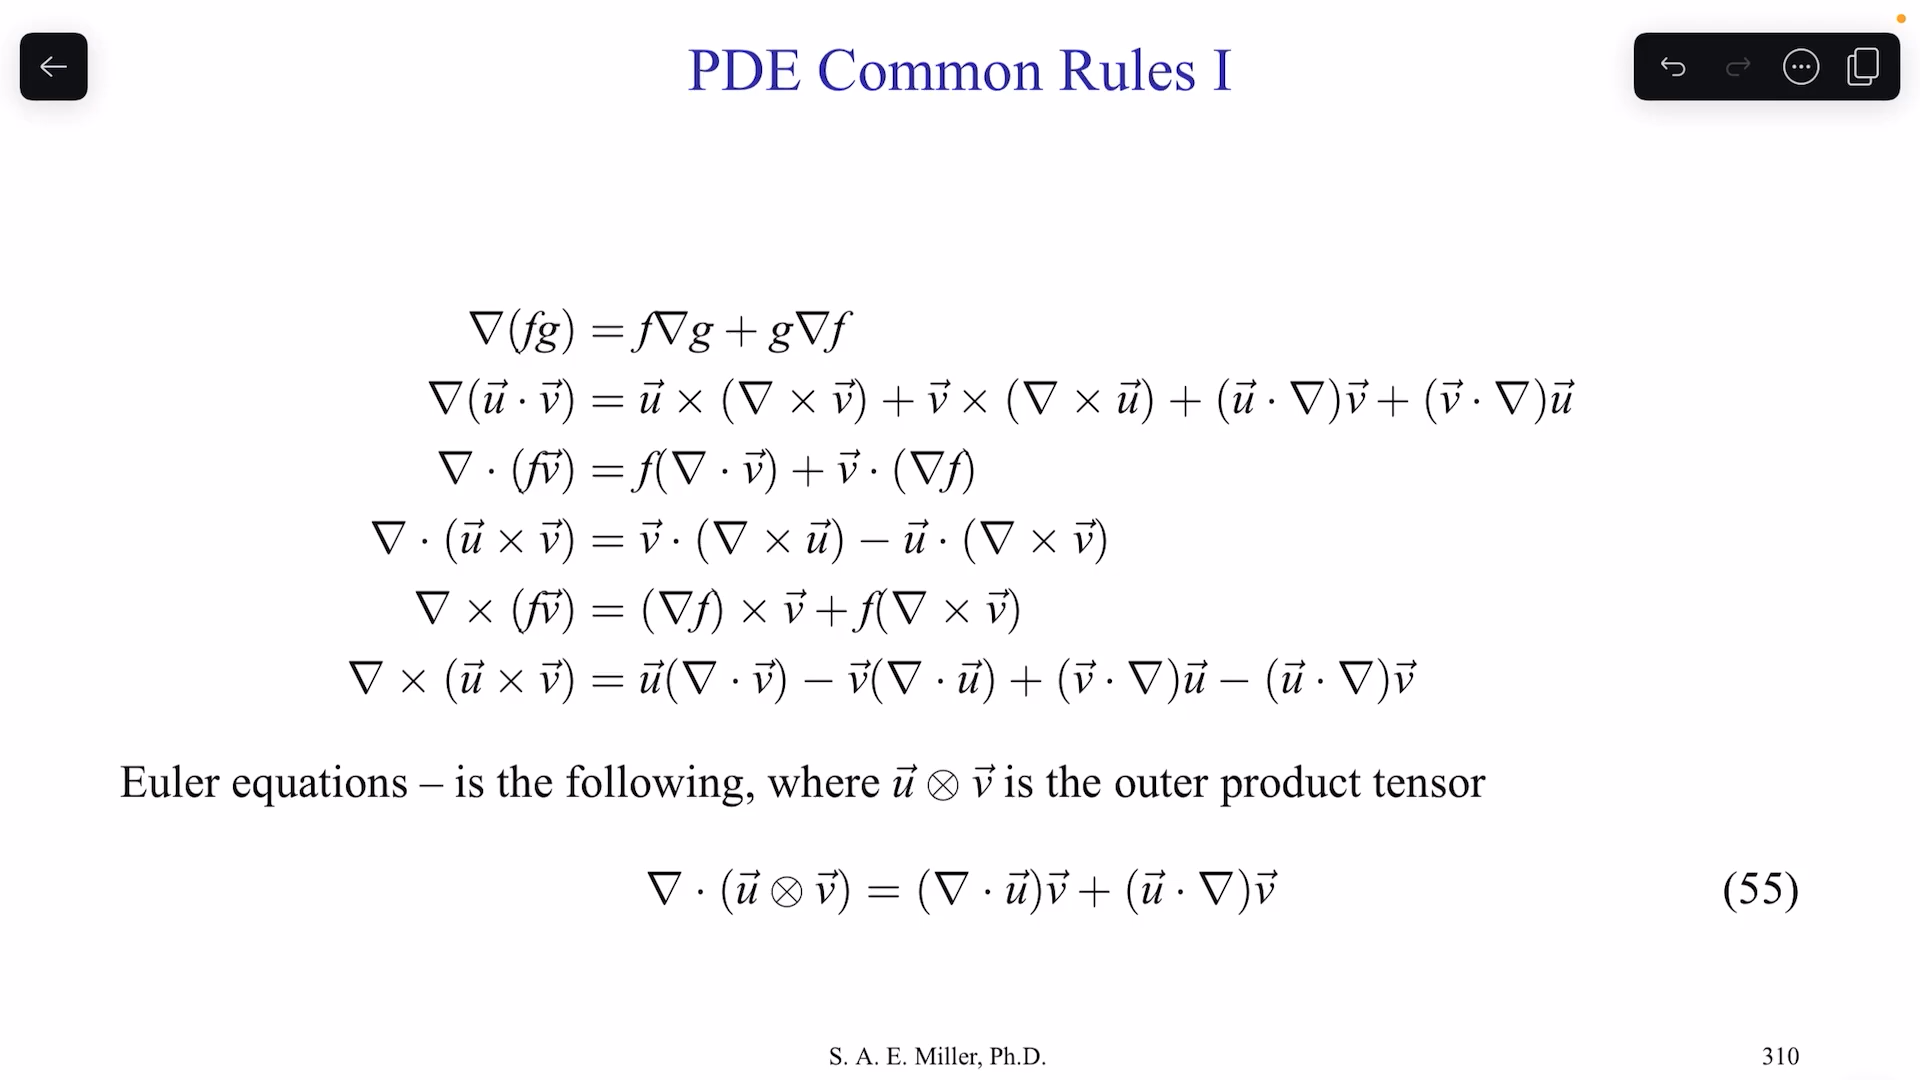 PDE Common Rules I
∇(fg) = f∇g + g∇f
∇(u⃗ · v⃗) = u⃗ × (∇ × v⃗) + v⃗ × (∇ × u⃗) + (u⃗ · ∇)v⃗ + (v⃗ · ∇)u⃗
∇ · (fv⃗) = f(∇ · v⃗) + v⃗ · (∇f)
∇ · (u⃗ × v⃗) = v⃗ · (∇ × u⃗) − u⃗ · (∇ × v⃗)
∇ × (fv⃗) = (∇f) × v⃗ + f(∇ × v⃗)
∇ × (u⃗ × v⃗) = u⃗(∇ · v⃗) − v⃗(∇ · u⃗) + (v⃗ · ∇)u⃗ − (u⃗ · ∇)v⃗
Euler equations – is the following, where u⃗ ⊗ v⃗ is the outer product tensor
∇ · (u⃗ ⊗ v⃗) = (∇ · u⃗)v⃗ + (u⃗ · ∇)v⃗ (55)
S. A. E. Miller, Ph.D. 310